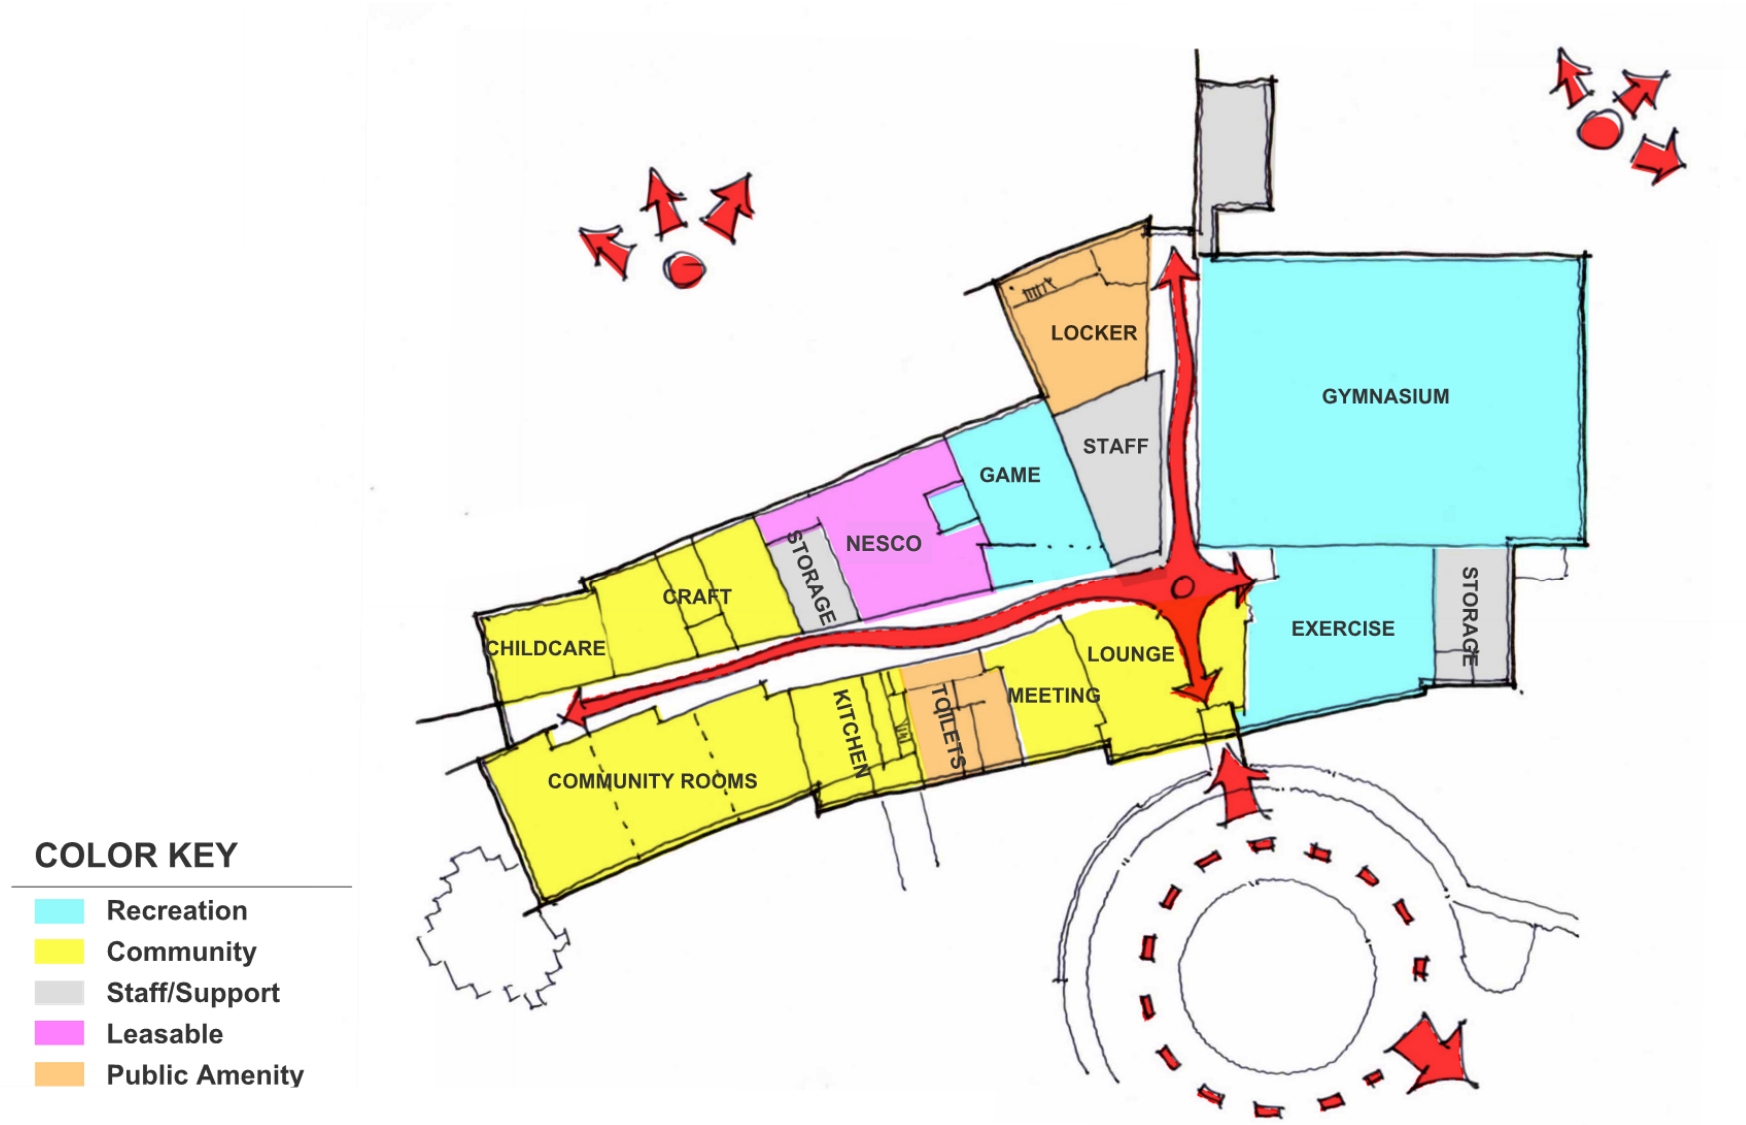 LOCKER
GYMNASIUM
STAFF
GAME
NESCO
STORAGE
CRAFT
CHILDCARE
EXERCISE
STORAGE
LOUNGE
MEETING
TOILETS
KITCHEN
COMMUNITY ROOMS
COLOR KEY
Recreation
Community
Staff/Support
Leasable
Public Amenity